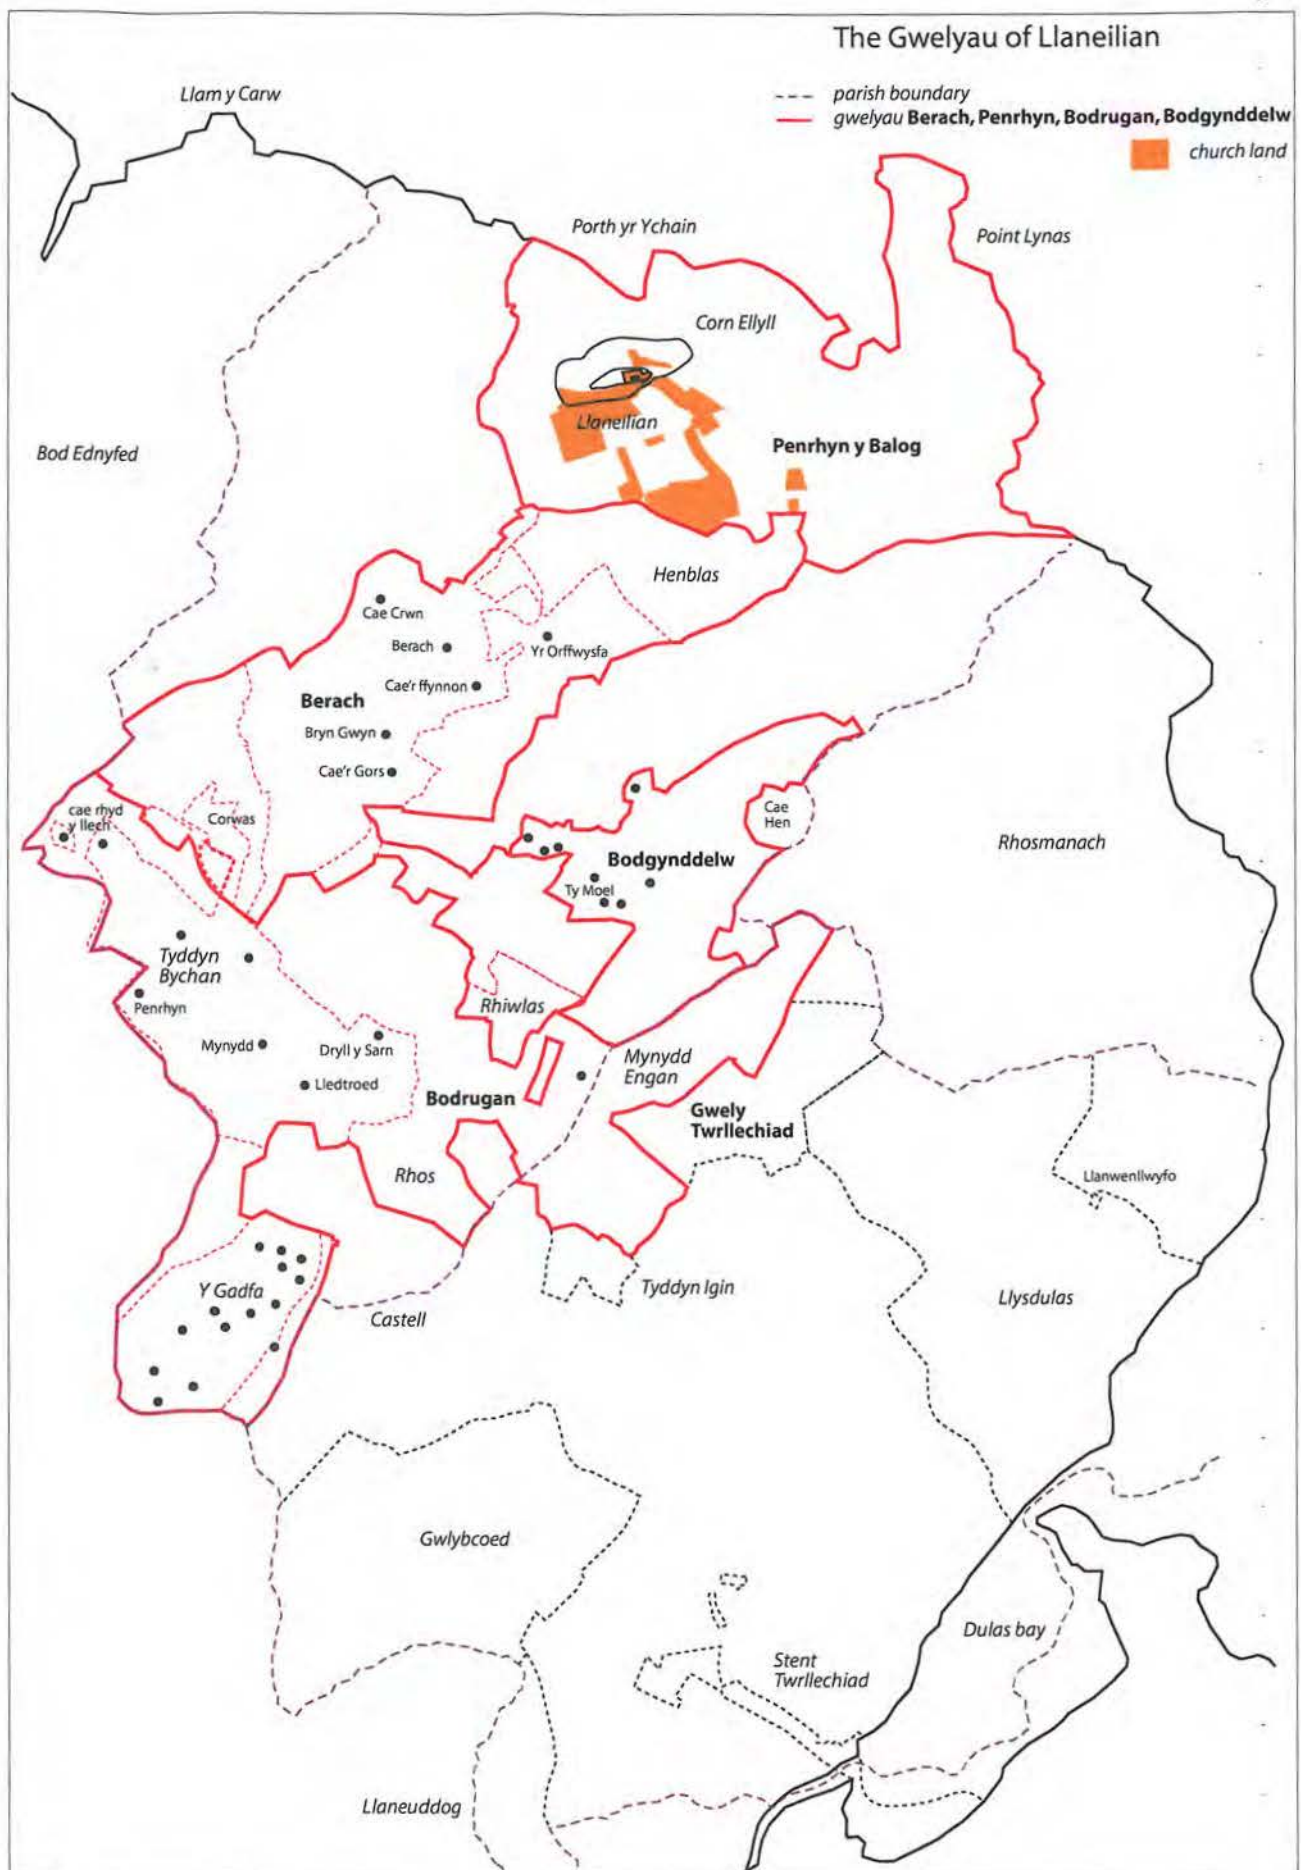 The Gwelyau of Llaneilian
parish boundary
gwelyau Berach, Penrhyn, Bodrugan, Bodgynddelw
church land
Llam y Carw
Porth yr Ychain
Point Lynas
Corn Ellyll
Llaneilian
Bod Ednyfed
Penrhyn y Balog
Henblas
Cae Crwn
Berach
Yr Orffwysfa
Cae'r ffynnon
Berach
Bryn Gwyn
Cae'r Gors
cae rhyd
y llech
Corwas
Cae
Hen
Rhosmanach
Bodgynddelw
Ty Moel
Tyddyn
Bychan
Penrhyn
Rhiwlas
Mynydd
Dryll y Sarn
Lledtroed
Mynydd
Engan
Bodrugan
Gwely
Twrllechiad
Rhos
Llanwenllwyfo
Y Gadfa
Tyddyn Igin
Llysdulas
Castell
Gwlybcoed
Dulas bay
Stent
Twrllechiad
Llaneuddog